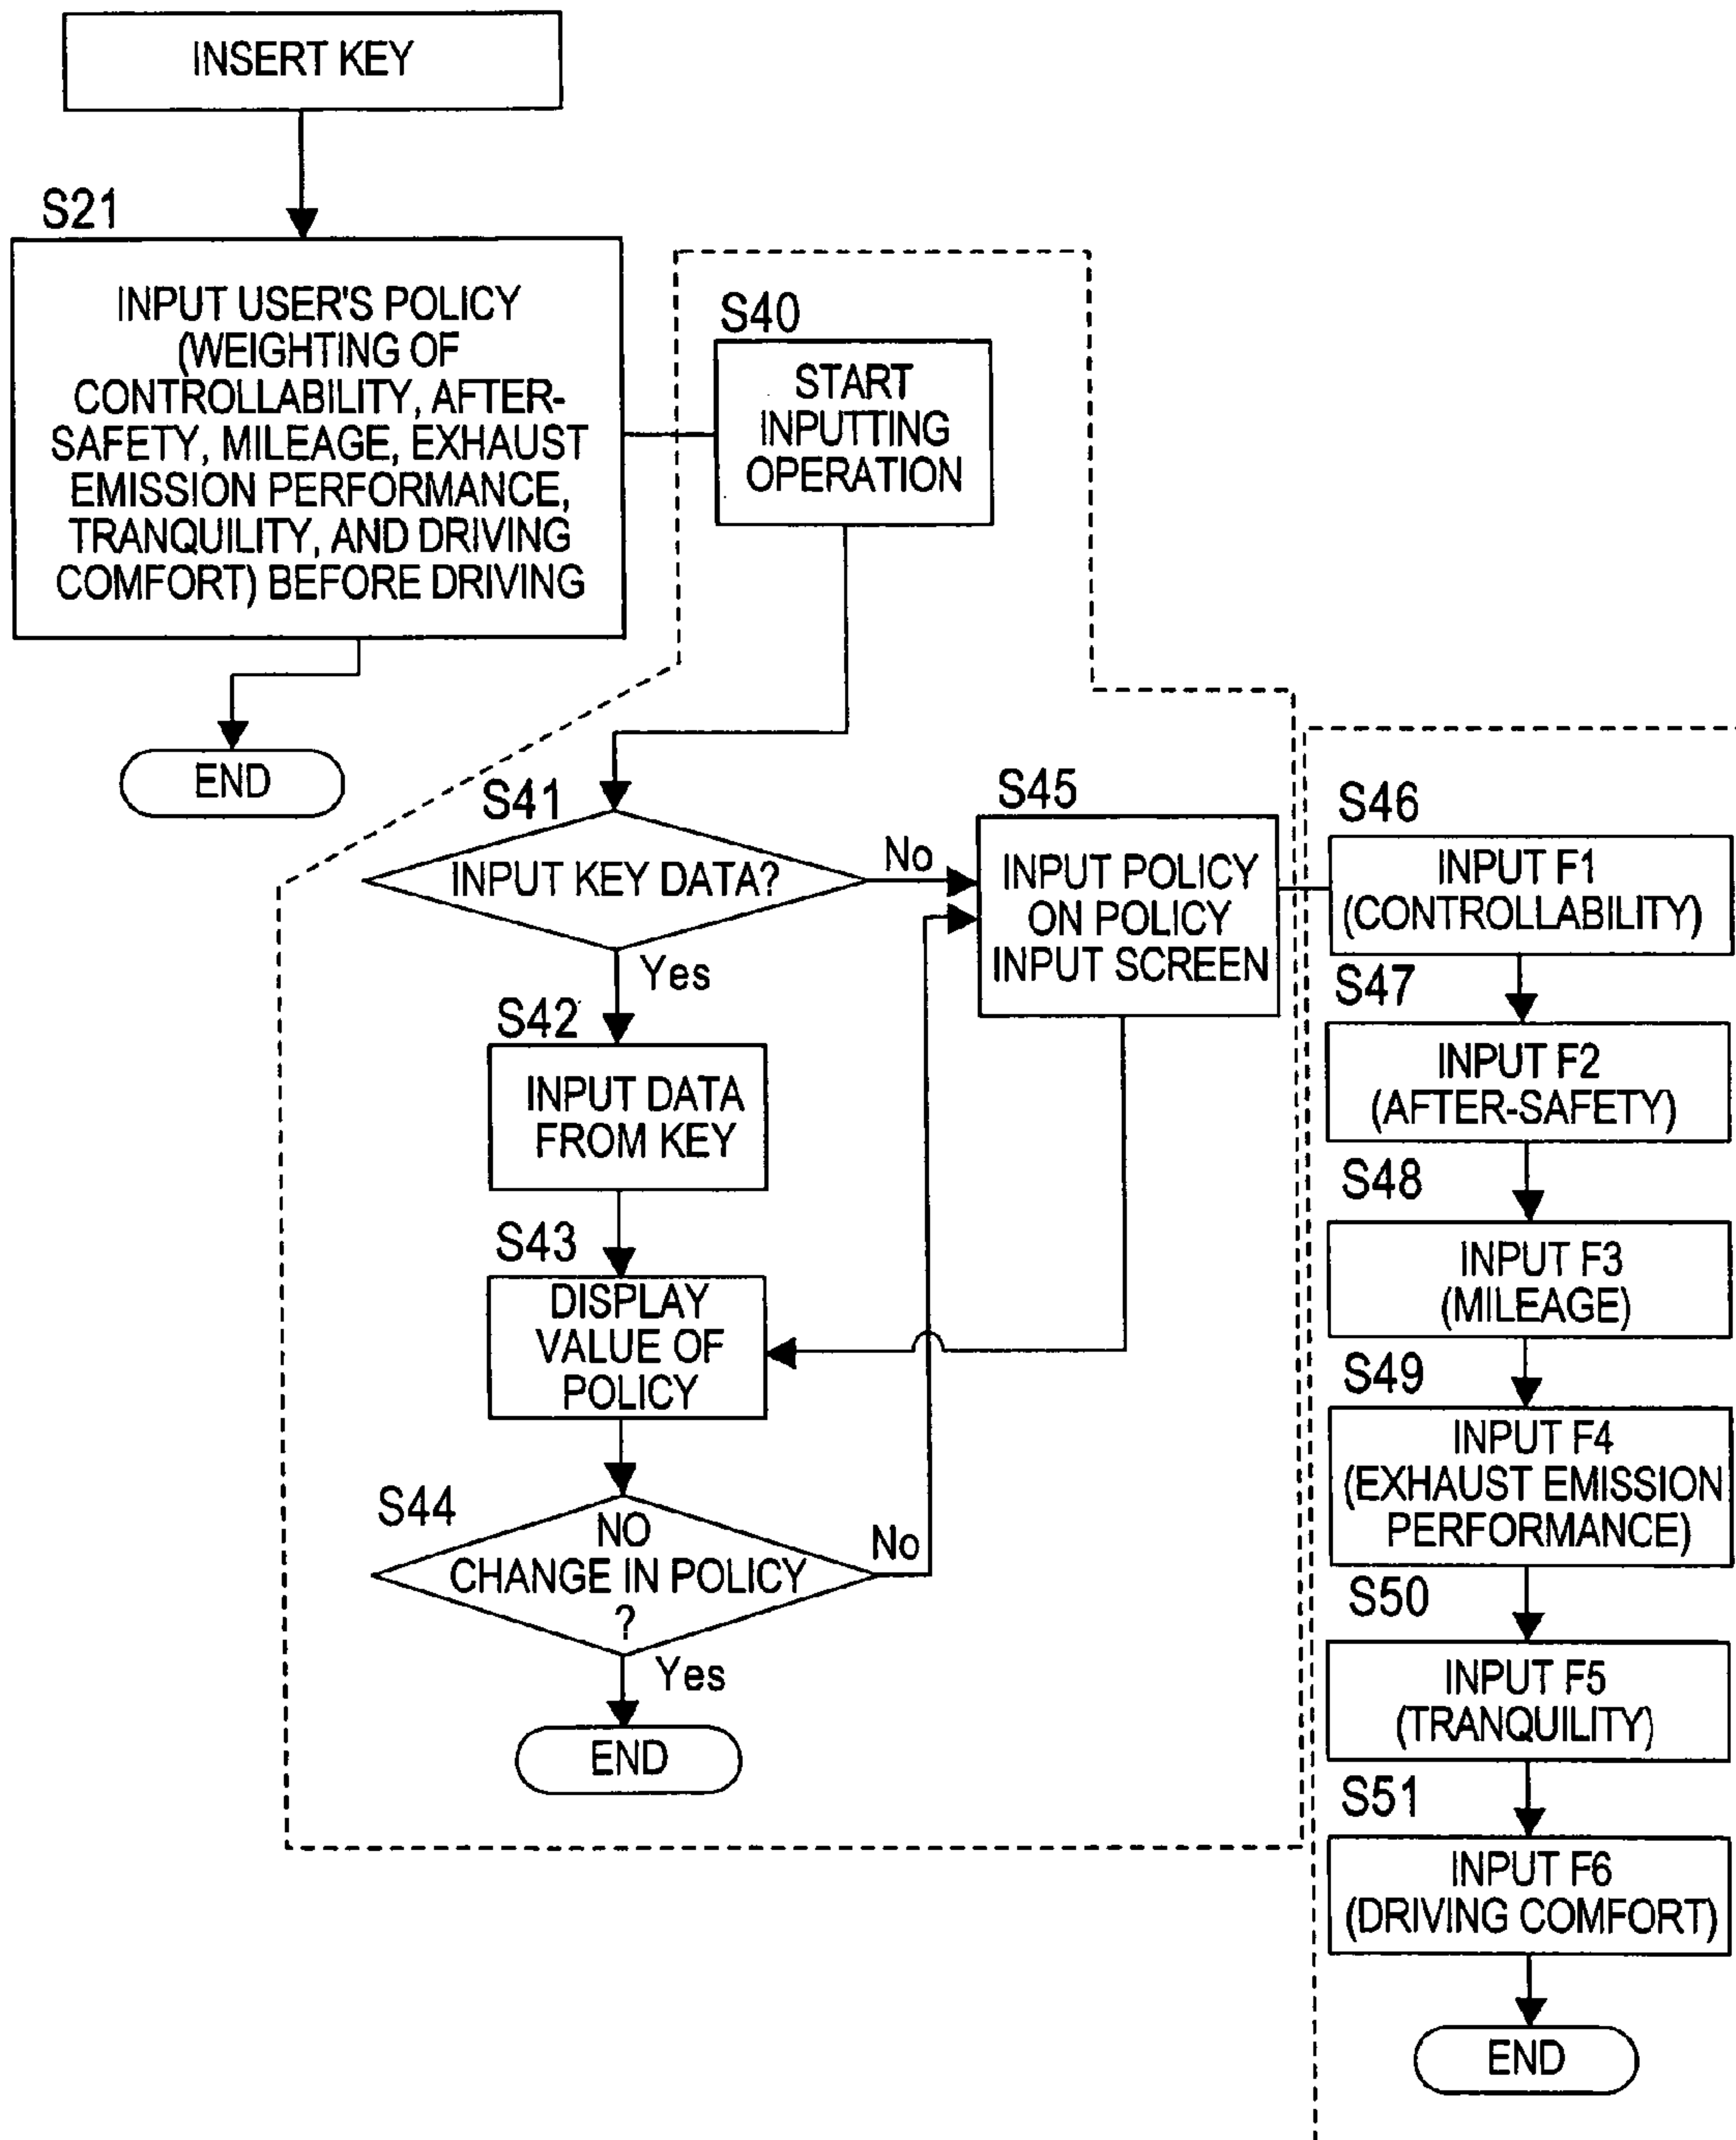 INSERT KEY
S21
INPUT USER'S POLICY
(WEIGHTING OF
CONTROLLABILITY, AFTER-
SAFETY, MILEAGE, EXHAUST
EMISSION PERFORMANCE,
TRANQUILITY, AND DRIVING
COMFORT) BEFORE DRIVING
END
S40
START
INPUTTING
OPERATION
S41
INPUT KEY DATA?
No
Yes
S42
INPUT DATA
FROM KEY
S43
DISPLAY
VALUE OF
POLICY
S44
NO
CHANGE IN POLICY
?
No
Yes
END
S45
INPUT POLICY
ON POLICY
INPUT SCREEN
S46
INPUT F1
(CONTROLLABILITY)
S47
INPUT F2
(AFTER-SAFETY)
S48
INPUT F3
(MILEAGE)
S49
INPUT F4
(EXHAUST EMISSION
PERFORMANCE)
S50
INPUT F5
(TRANQUILITY)
S51
INPUT F6
(DRIVING COMFORT)
END